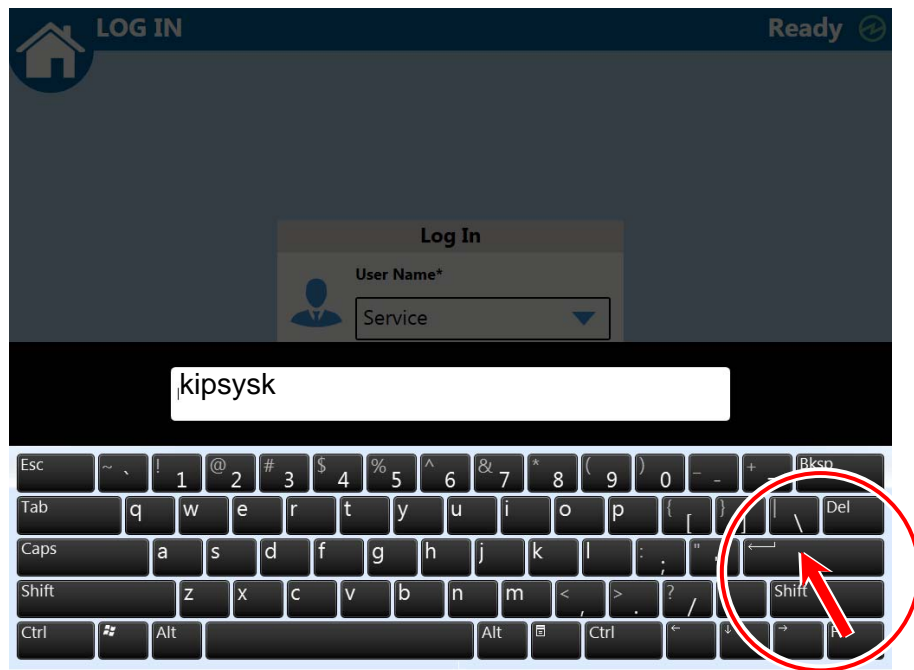 LOG IN
Ready
Log In
User Name*
Service
kipsysk
Esc ~ ` ! 1 @ 2 # 3 $ 4 % 5 ^ 6 & 7 * 8 ( 9 ) 0 _ - + Bksp
Tab q w e r t y u i o p { [ } ] | \ Del
Caps a s d f g h j k l : ; " ' 
Shift z x c v b n m < , > . ? / Shift
Ctrl Alt Alt Ctrl ← ↓ →